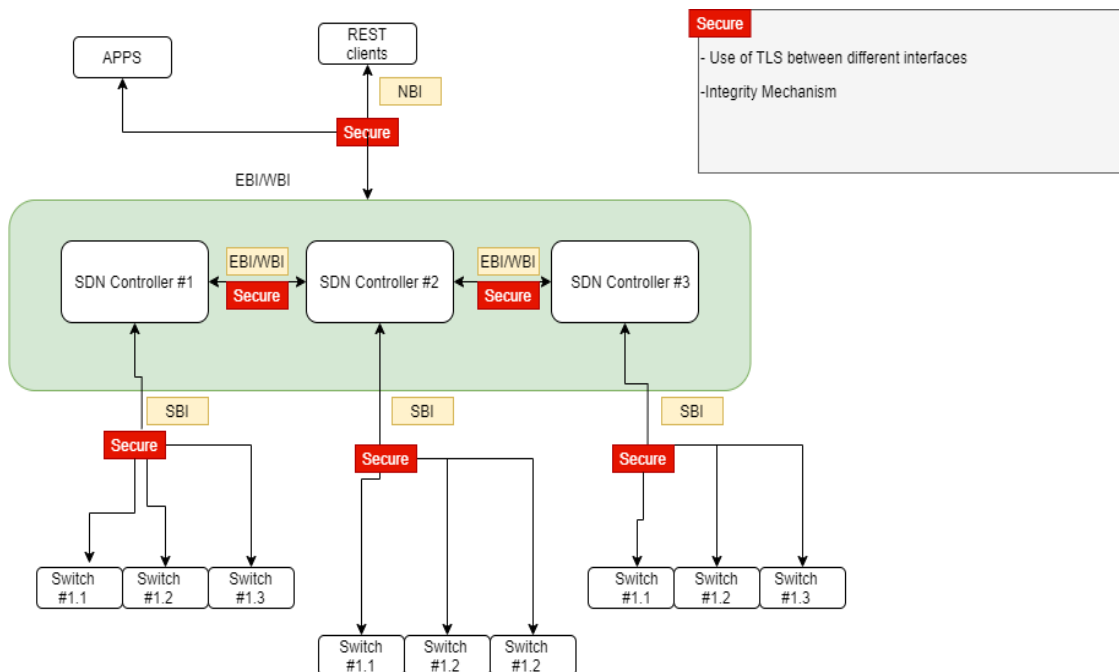 REST
clients
APPS
NBI
Secure
Secure
- Use of TLS between different interfaces
-Integrity Mechanism
EBI/WBI
SDN Controller #1
EBI/WBI
Secure
SDN Controller #2
EBI/WBI
Secure
SDN Controller #3
SBI
Secure
SBI
Secure
SBI
Secure
Switch
#1.1
Switch
#1.2
Switch
#1.3
Switch
#1.1
Switch
#1.2
Switch
#1.2
Switch
#1.1
Switch
#1.2
Switch
#1.3